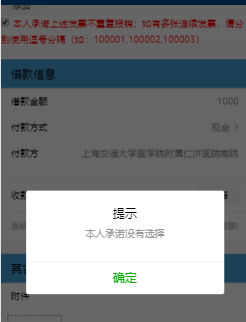 本人承诺上述发票不重复报销；如有多张连续发票，请分
别使用逗号分隔（如：100001,100002,100003）
借款信息
借款金额 1000
付款方式 现金
付款方 上海交通大学医学院附属仁济医院南院
收款
提示
本人承诺没有选择
确定
附件